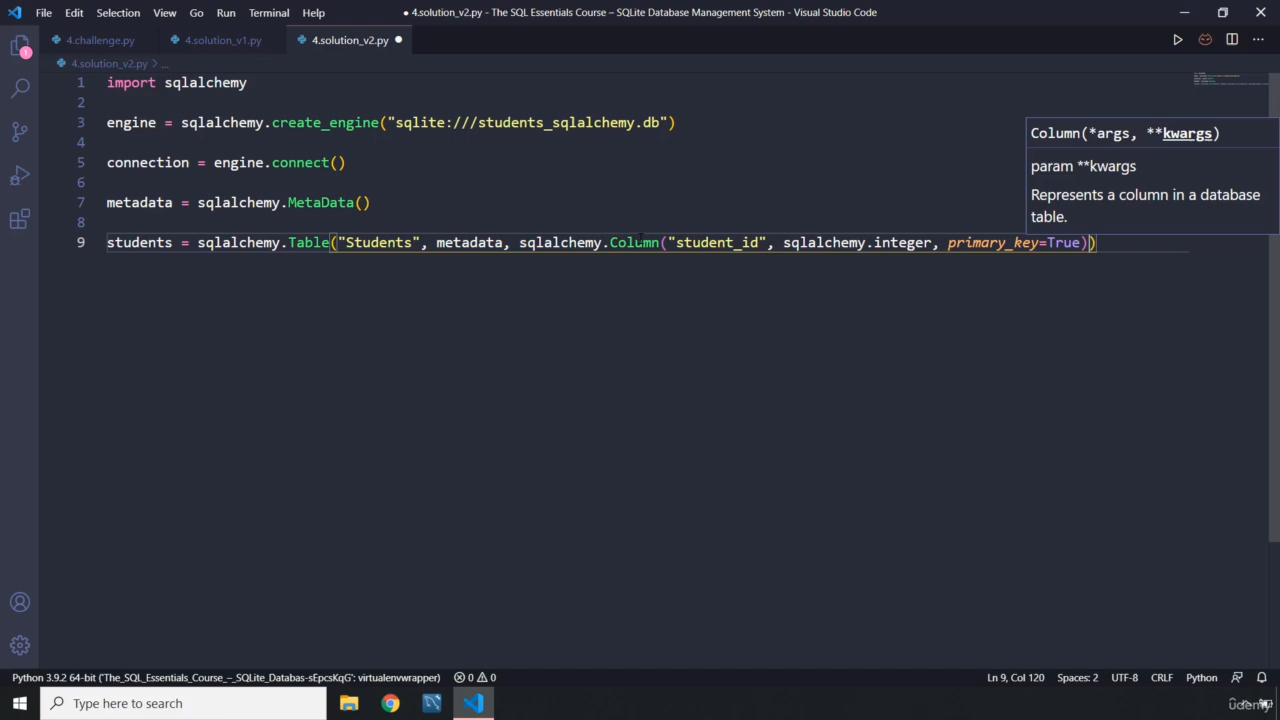 File Edit Selection View Go Run Terminal Help ● 4.solution_v2.py - The SQL Essentials Course – SQLite Database Management System - Visual Studio Code
4.challenge.py 4.solution_v1.py 4.solution_v2.py
4.solution_v2.py > ...
1 import sqlalchemy
2
3 engine = sqlalchemy.create_engine("sqlite:///students_sqlalchemy.db")
4
5 connection = engine.connect()
6
7 metadata = sqlalchemy.MetaData()
8
9 students = sqlalchemy.Table("Students", metadata, sqlalchemy.Column("student_id", sqlalchemy.integer, primary_key=True))
Column(*args, **kwargs)
param **kwargs
Represents a column in a database
table.
1
Python 3.9.2 64-bit ('The_SQL_Essentials_Course_–_SQLite_Databas-sEpcsKqG': virtualenvwrapper) 0 0 Ln 9, Col 120 Spaces: 2 UTF-8 CRLF Python
Type here to search
udemy